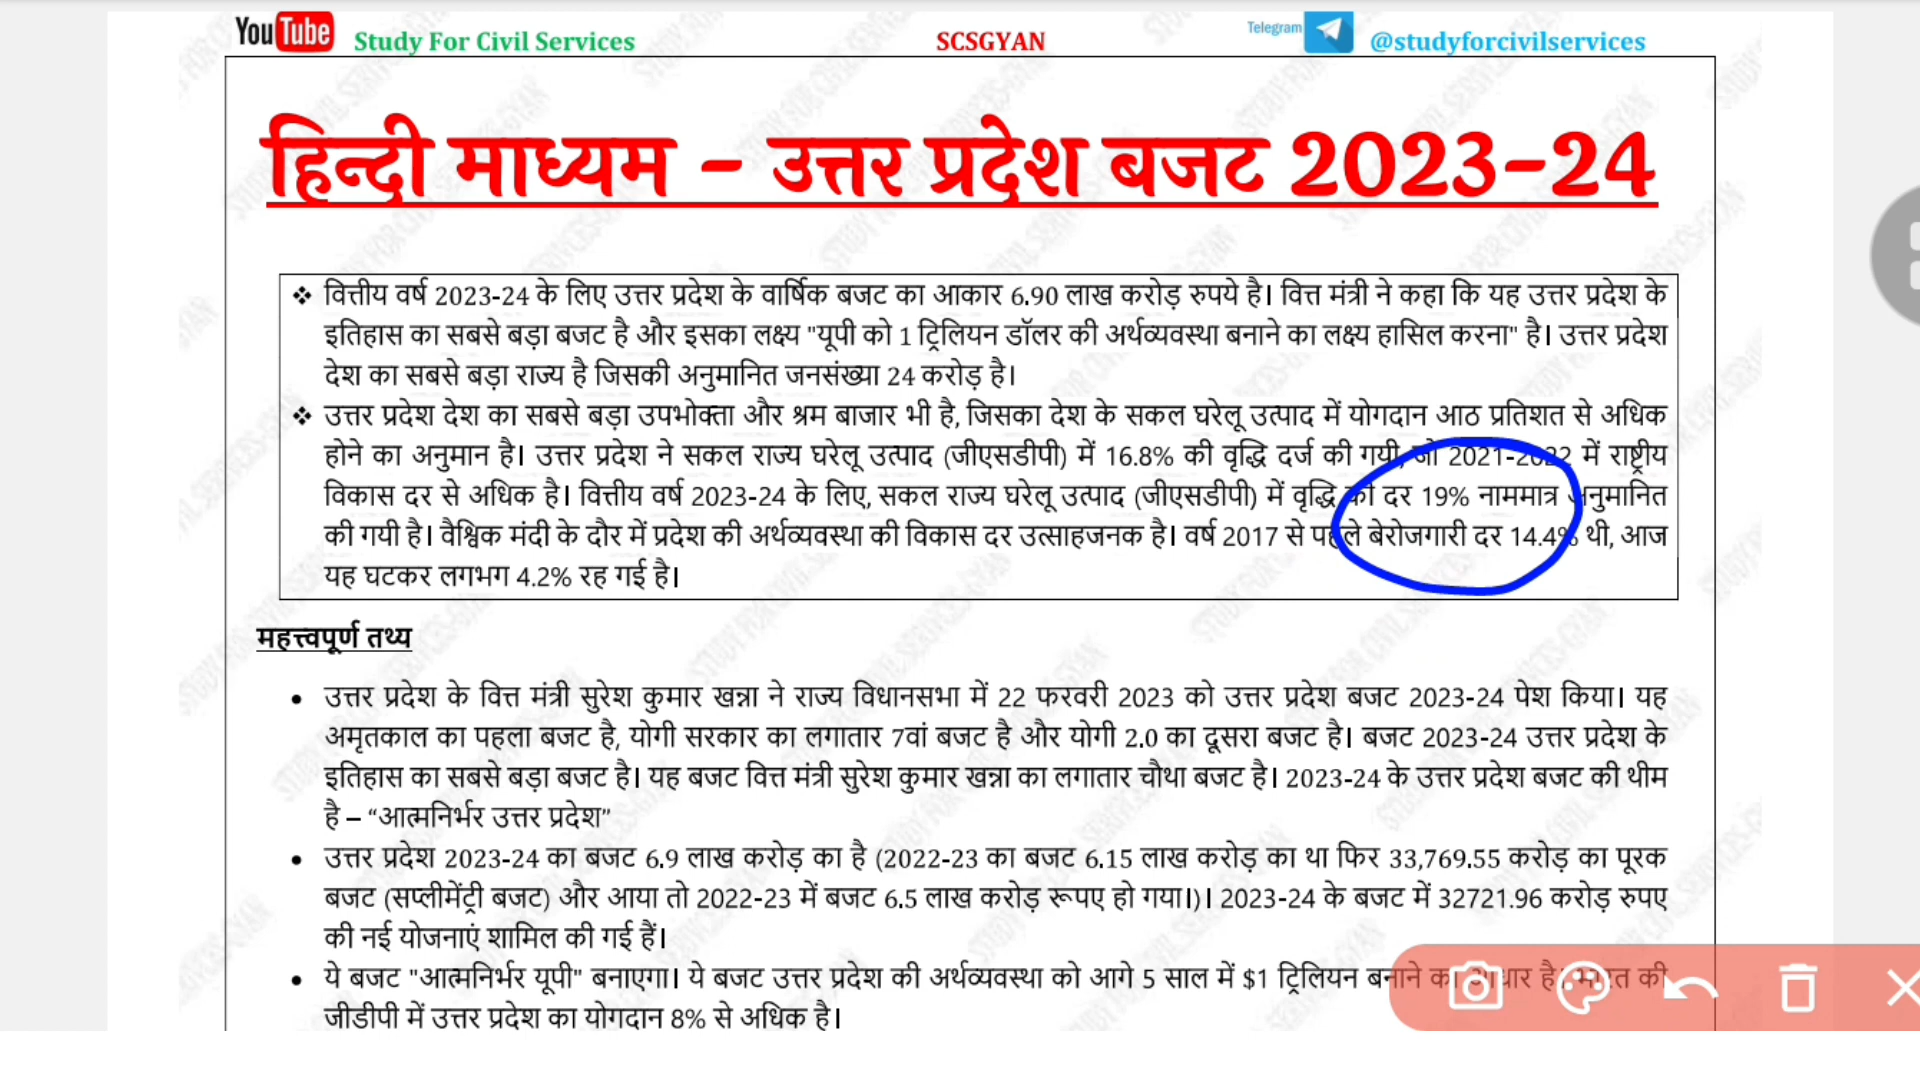 YouTube Study For Civil Services SCSGYAN Telegram @studyforcivilservices
हिन्दी माध्यम – उत्तर प्रदेश बजट 2023-24
❖ वित्तीय वर्ष 2023-24 के लिए उत्तर प्रदेश के वार्षिक बजट का आकार 6.90 लाख करोड़ रुपये है। वित्त मंत्री ने कहा कि यह उत्तर प्रदेश के
इतिहास का सबसे बड़ा बजट है और इसका लक्ष्य "यूपी को 1 ट्रिलियन डॉलर की अर्थव्यवस्था बनाने का लक्ष्य हासिल करना" है। उत्तर प्रदेश
देश का सबसे बड़ा राज्य है जिसकी अनुमानित जनसंख्या 24 करोड़ है।
❖ उत्तर प्रदेश देश का सबसे बड़ा उपभोक्ता और श्रम बाजार भी है, जिसका देश के सकल घरेलू उत्पाद में योगदान आठ प्रतिशत से अधिक
होने का अनुमान है। उत्तर प्रदेश ने सकल राज्य घरेलू उत्पाद (जीएसडीपी) में 16.8% की वृद्धि दर्ज की गयी, जो 2021-2022 में राष्ट्रीय
विकास दर से अधिक है। वित्तीय वर्ष 2023-24 के लिए, सकल राज्य घरेलू उत्पाद (जीएसडीपी) में वृद्धि की दर 19% नाममात्र अनुमानित
की गयी है। वैश्विक मंदी के दौर में प्रदेश की अर्थव्यवस्था की विकास दर उत्साहजनक है। वर्ष 2017 से पहले बेरोजगारी दर 14.4% थी, आज
यह घटकर लगभग 4.2% रह गई है।
महत्त्वपूर्ण तथ्य
• उत्तर प्रदेश के वित्त मंत्री सुरेश कुमार खन्ना ने राज्य विधानसभा में 22 फरवरी 2023 को उत्तर प्रदेश बजट 2023-24 पेश किया। यह
अमृतकाल का पहला बजट है, योगी सरकार का लगातार 7वां बजट है और योगी 2.0 का दूसरा बजट है। बजट 2023-24 उत्तर प्रदेश के
इतिहास का सबसे बड़ा बजट है। यह बजट वित्त मंत्री सुरेश कुमार खन्ना का लगातार चौथा बजट है। 2023-24 के उत्तर प्रदेश बजट की थीम
है – “आत्मनिर्भर उत्तर प्रदेश”
• उत्तर प्रदेश 2023-24 का बजट 6.9 लाख करोड़ का है (2022-23 का बजट 6.15 लाख करोड़ का था फिर 33,769.55 करोड़ का पूरक
बजट (सप्लीमेंट्री बजट) और आया तो 2022-23 में बजट 6.5 लाख करोड़ रूपए हो गया।)। 2023-24 के बजट में 32721.96 करोड़ रुपए
की नई योजनाएं शामिल की गई हैं।
• ये बजट "आत्मनिर्भर यूपी" बनाएगा। ये बजट उत्तर प्रदेश की अर्थव्यवस्था को आगे 5 साल में $1 ट्रिलियन बनाने का आधार है। भारत की
जीडीपी में उत्तर प्रदेश का योगदान 8% से अधिक है।